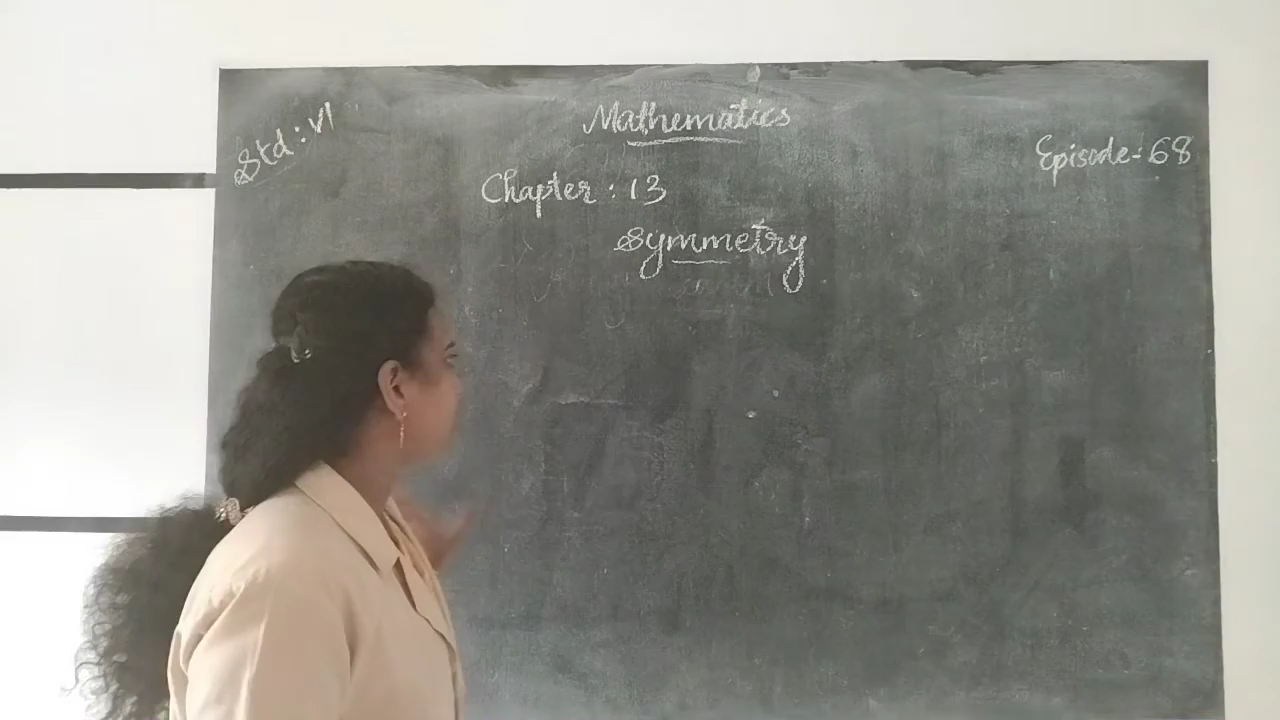 Std : VI
Mathematics
Episode-: 68
Chapter : 13
Symmetry